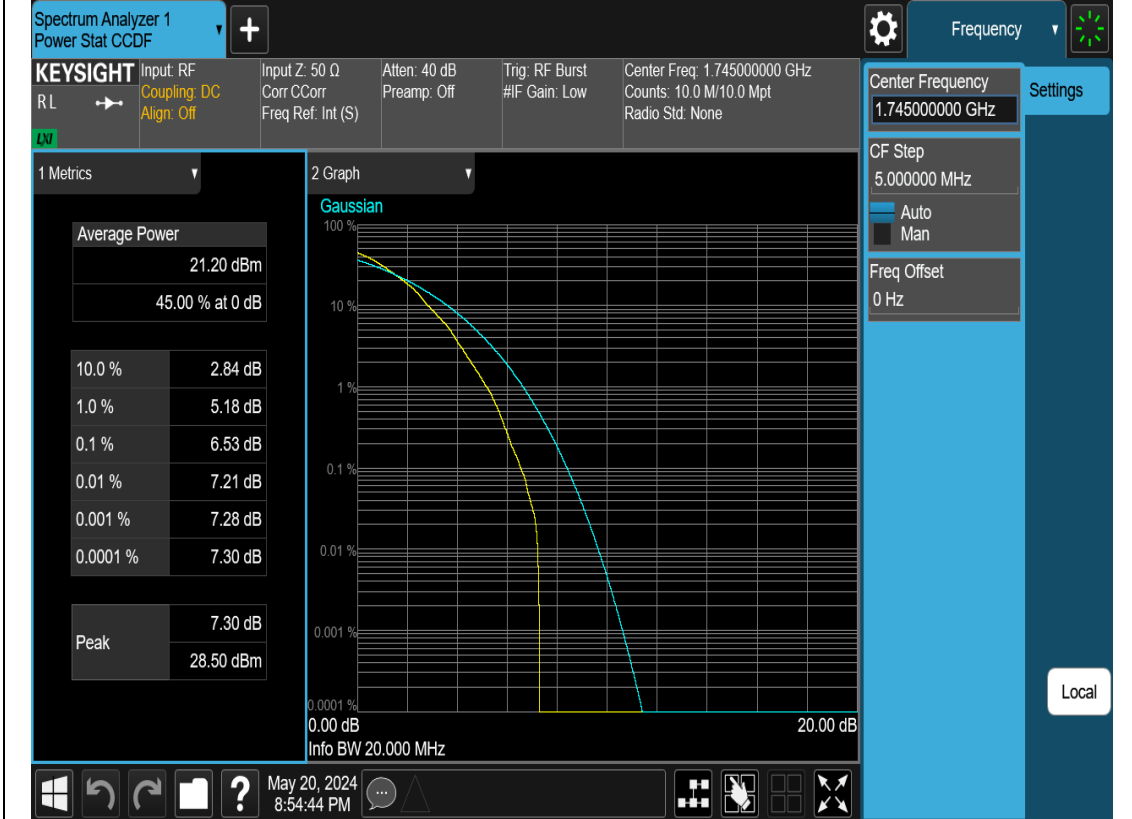 Spectrum Analyzer 1
Power Stat CCDF
+
Frequency
KEYSIGHT
RL
LXI
Input: RF
Coupling: DC
Align: Off
Input Z: 50 Ω
Corr CCorr
Freq Ref: Int (S)
Atten: 40 dB
Preamp: Off
Trig: RF Burst
#IF Gain: Low
Center Freq: 1.745000000 GHz
Counts: 10.0 M/10.0 Mpt
Radio Std: None
Center Frequency
1.745000000 GHz
Settings
CF Step
5.000000 MHz
Auto
Man
Freq Offset
0 Hz
1 Metrics
Average Power
21.20 dBm
45.00 % at 0 dB
10.0 % 2.84 dB
1.0 % 5.18 dB
0.1 % 6.53 dB
0.01 % 7.21 dB
0.001 % 7.28 dB
0.0001 % 7.30 dB
Peak
7.30 dB
28.50 dBm
2 Graph
Gaussian
100 %
10 %
1 %
0.1 %
0.01 %
0.001 %
0.0001 %
0.00 dB 20.00 dB
Info BW 20.000 MHz
Local
?
May 20, 2024
8:54:44 PM